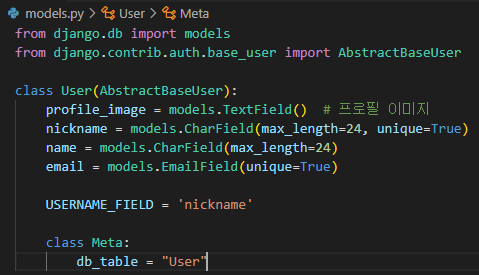 models.py > User > Meta
from django.db import models
from django.contrib.auth.base_user import AbstractBaseUser
class User(AbstractBaseUser):
    profile_image = models.TextField()  # 프로필 이미지
    nickname = models.CharField(max_length=24, unique=True)
    name = models.CharField(max_length=24)
    email = models.EmailField(unique=True)
    USERNAME_FIELD = 'nickname'
    class Meta:
        db_table = "User"